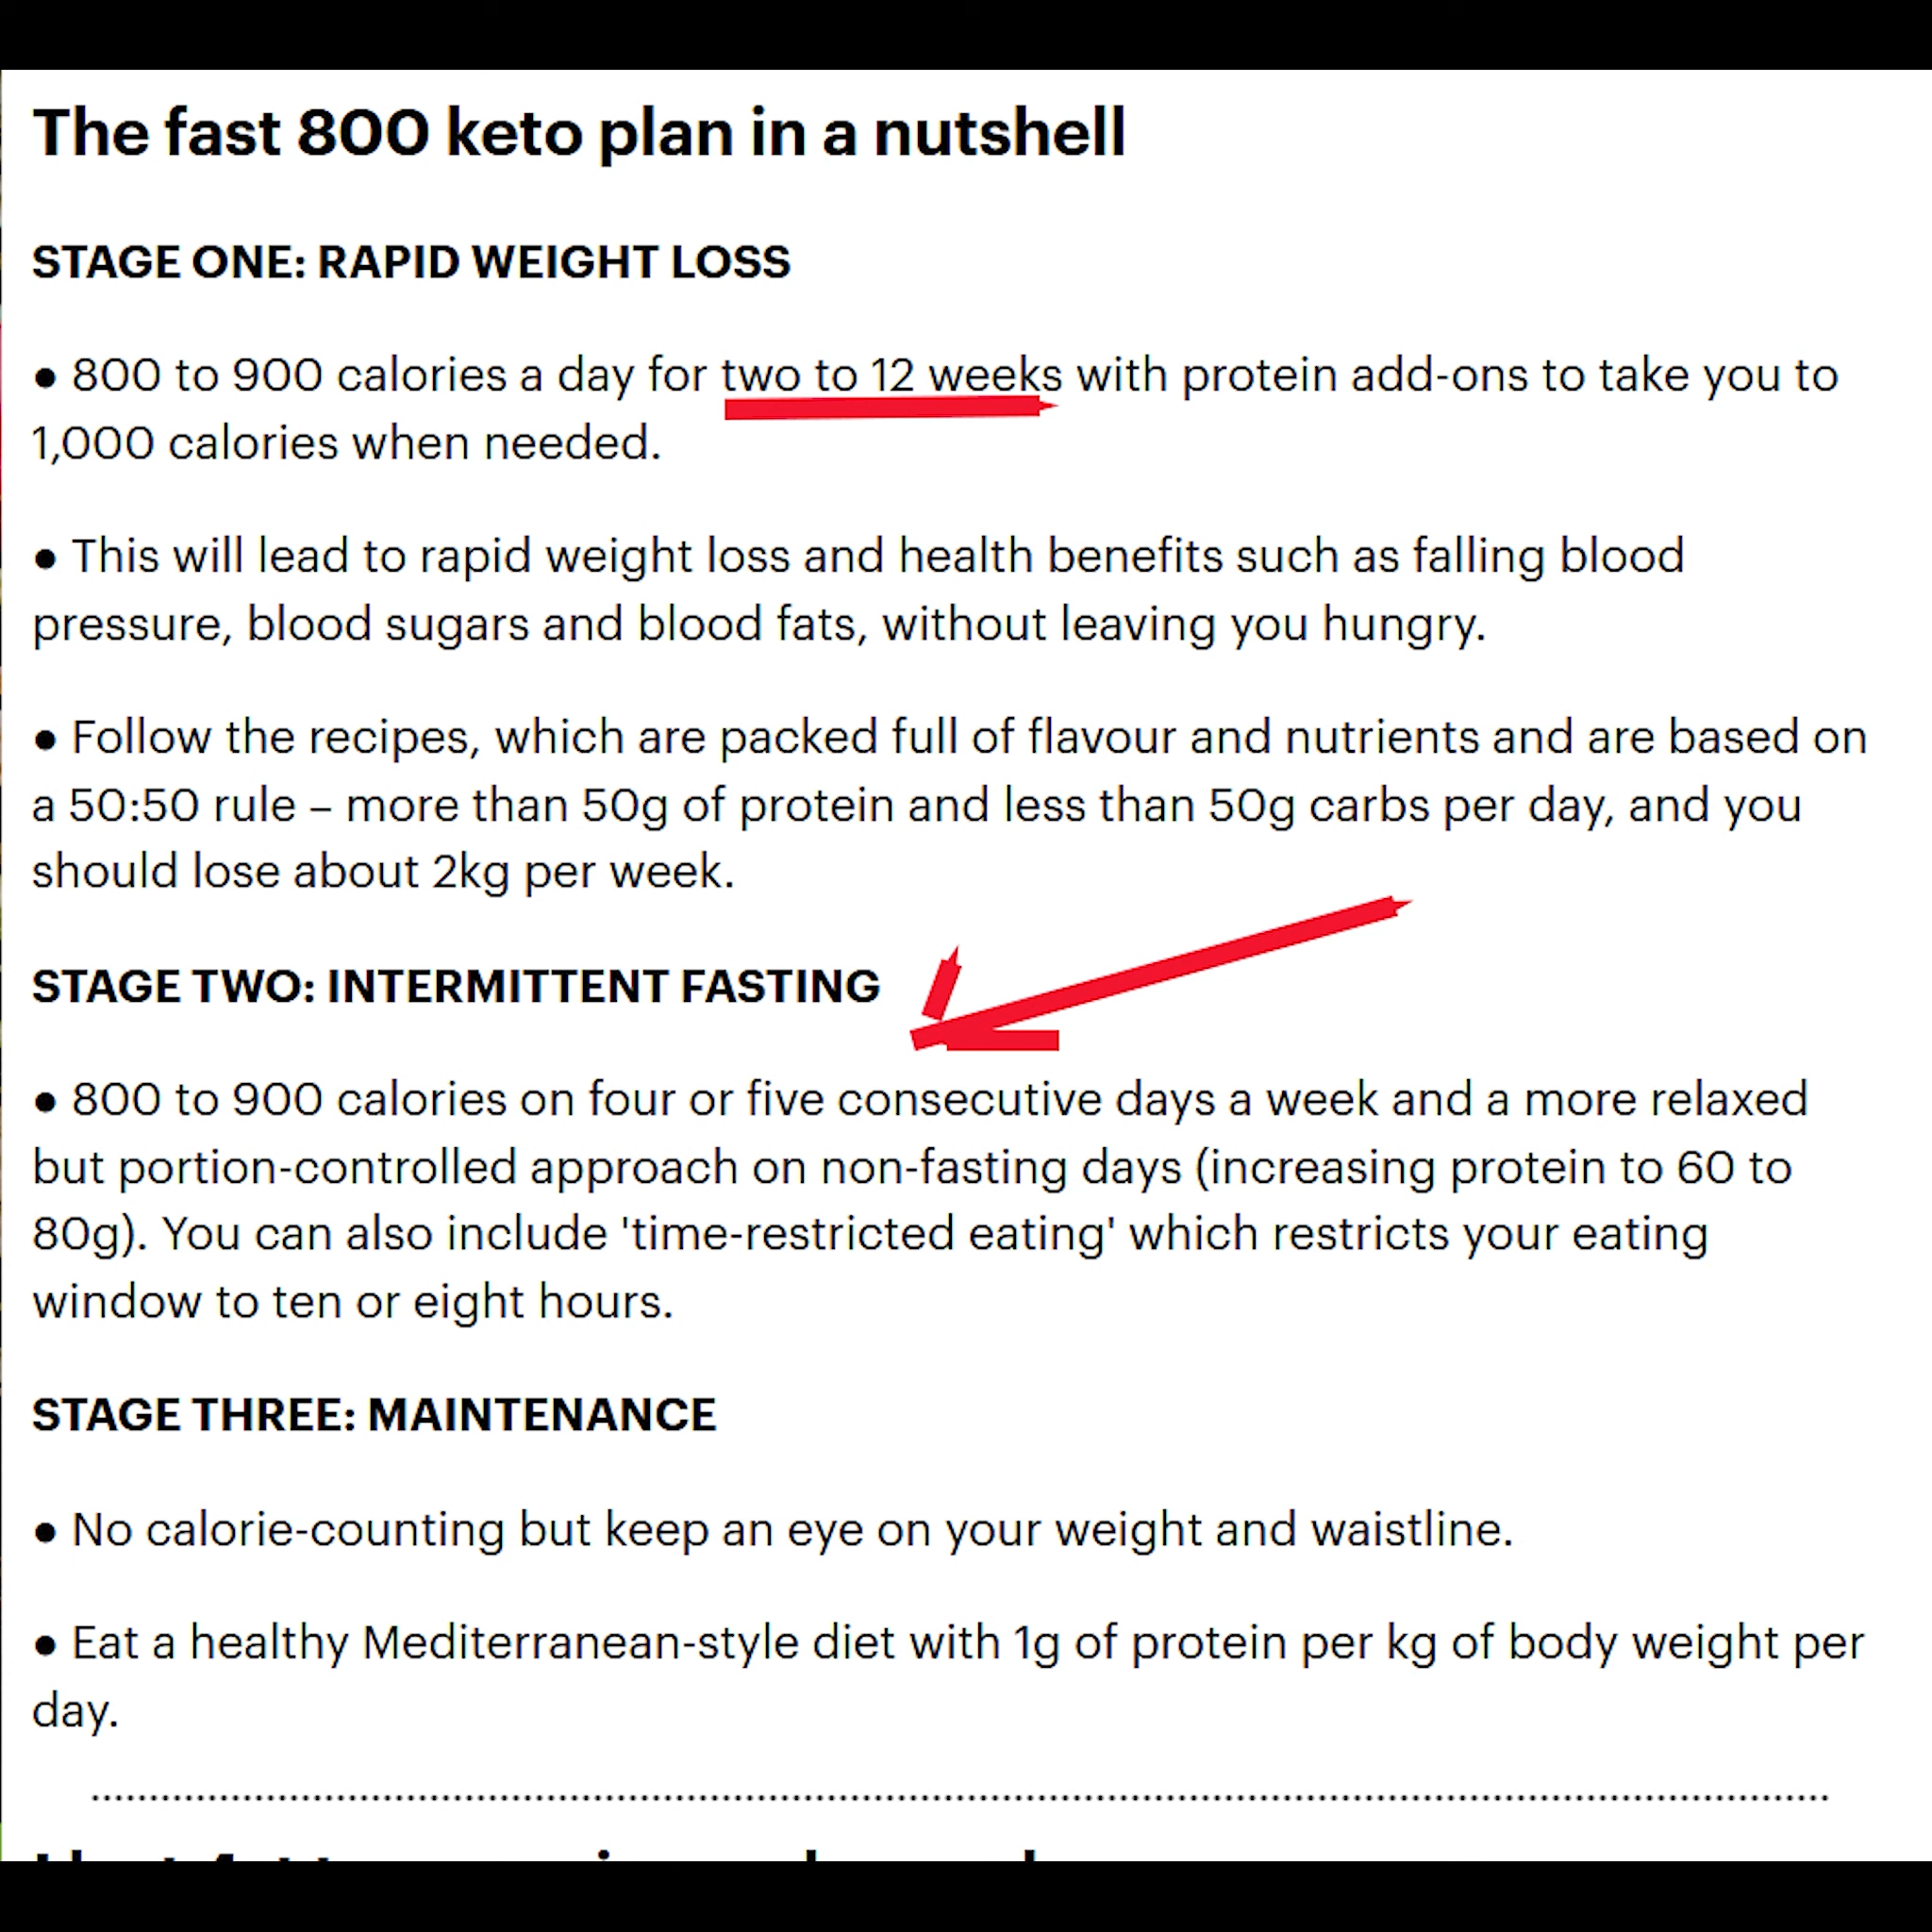 The fast 800 keto plan in a nutshell
STAGE ONE: RAPID WEIGHT LOSS
● 800 to 900 calories a day for two to 12 weeks with protein add-ons to take you to
1,000 calories when needed.
● This will lead to rapid weight loss and health benefits such as falling blood
pressure, blood sugars and blood fats, without leaving you hungry.
● Follow the recipes, which are packed full of flavour and nutrients and are based on
a 50:50 rule – more than 50g of protein and less than 50g carbs per day, and you
should lose about 2kg per week.
STAGE TWO: INTERMITTENT FASTING
● 800 to 900 calories on four or five consecutive days a week and a more relaxed
but portion-controlled approach on non-fasting days (increasing protein to 60 to
80g). You can also include 'time-restricted eating' which restricts your eating
window to ten or eight hours.
STAGE THREE: MAINTENANCE
● No calorie-counting but keep an eye on your weight and waistline.
● Eat a healthy Mediterranean-style diet with 1g of protein per kg of body weight per
day.